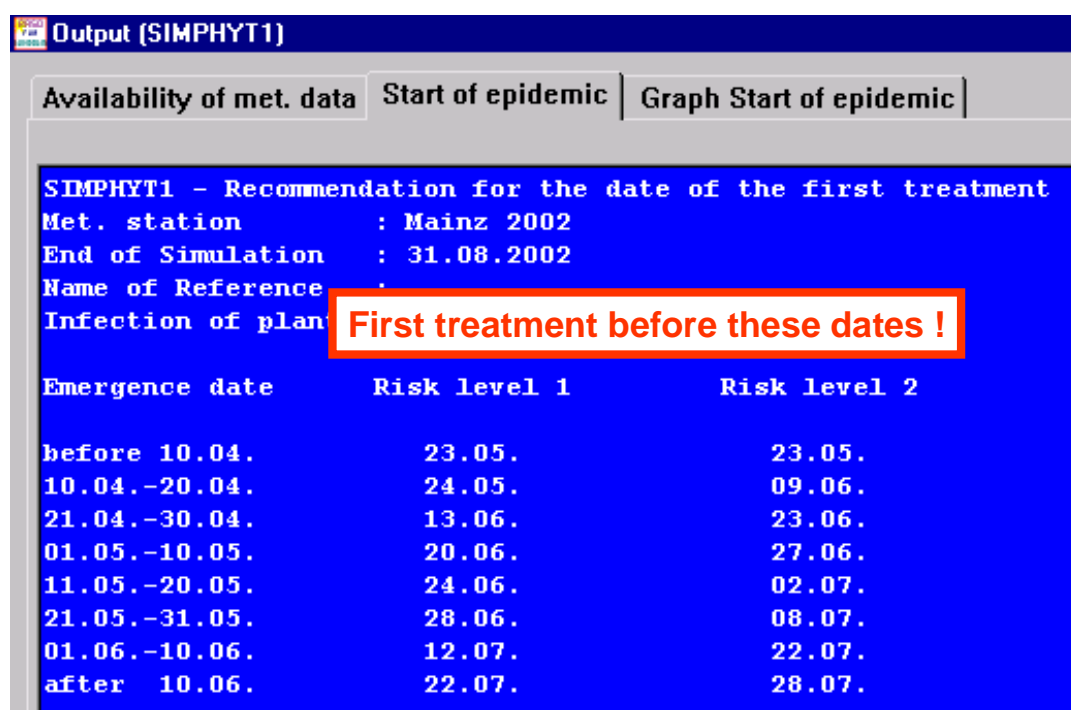 Output (SIMPHYT1)
Availability of met. data Start of epidemic Graph Start of epidemic
SIMPHYT1 - Recommendation for the date of the first treatment
Met. station : Mainz 2002
End of Simulation : 31.08.2002
Name of Reference :
Infection of plant
First treatment before these dates !
Emergence date Risk level 1 Risk level 2
before 10.04. 23.05. 23.05.
10.04.-20.04. 24.05. 09.06.
21.04.-30.04. 13.06. 23.06.
01.05.-10.05. 20.06. 27.06.
11.05.-20.05. 24.06. 02.07.
21.05.-31.05. 28.06. 08.07.
01.06.-10.06. 12.07. 22.07.
after 10.06. 22.07. 28.07.